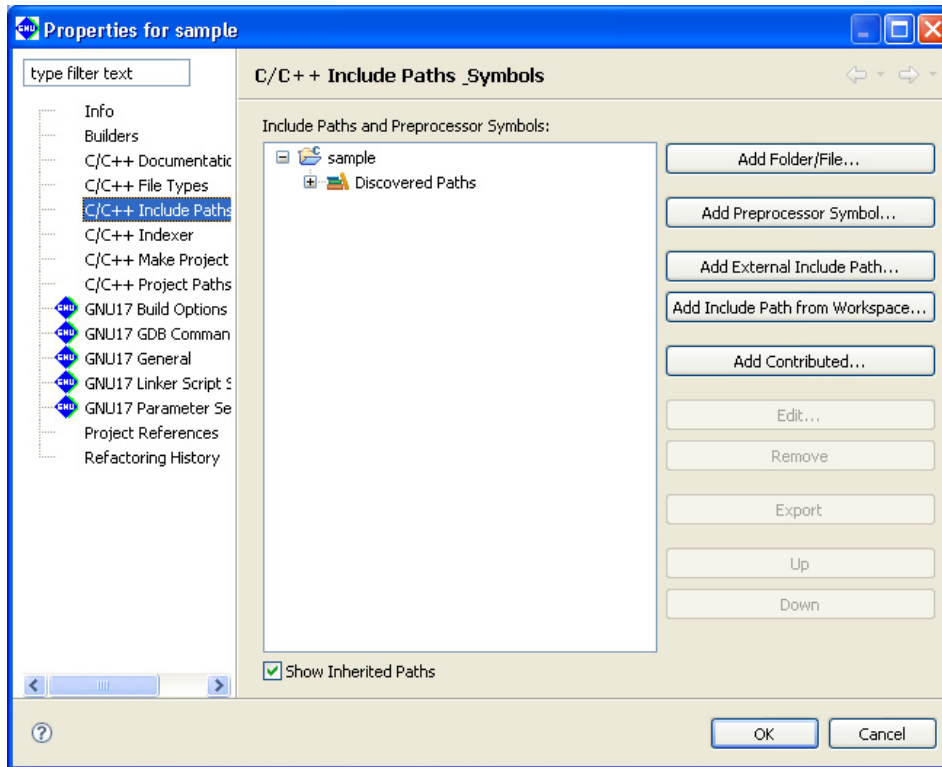 Properties for sample
type filter text
Info
Builders
C/C++ Documentatic
C/C++ File Types
C/C++ Include Paths
C/C++ Indexer
C/C++ Make Project
C/C++ Project Paths
GNU17 Build Options
GNU17 GDB Comman
GNU17 General
GNU17 Linker Script S
GNU17 Parameter Se
Project References
Refactoring History
C/C++ Include Paths _Symbols
Include Paths and Preprocessor Symbols:
sample
Discovered Paths
Add Folder/File...
Add Preprocessor Symbol...
Add External Include Path...
Add Include Path from Workspace...
Add Contributed...
Edit...
Remove
Export
Up
Down
Show Inherited Paths
OK
Cancel